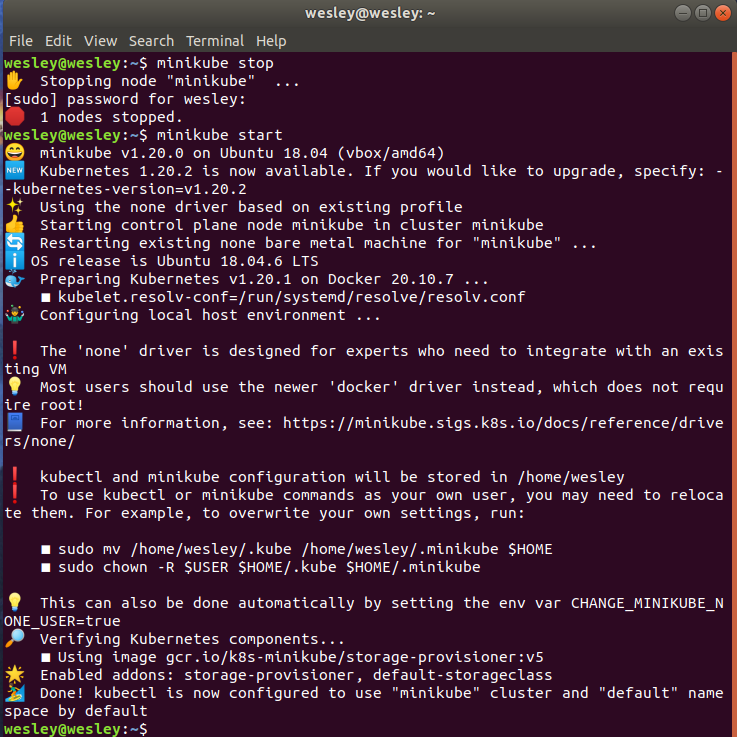 wesley@wesley: ~
File Edit View Search Terminal Help
wesley@wesley:~$ minikube stop
✋ Stopping node "minikube" ...
[sudo] password for wesley:
🛑 1 nodes stopped.
wesley@wesley:~$ minikube start
😄 minikube v1.20.0 on Ubuntu 18.04 (vbox/amd64)
🆕 Kubernetes 1.20.2 is now available. If you would like to upgrade, specify: -
-kubernetes-version=v1.20.2
✨ Using the none driver based on existing profile
👍 Starting control plane node minikube in cluster minikube
🔄 Restarting existing none bare metal machine for "minikube" ...
ℹ️ OS release is Ubuntu 18.04.6 LTS
🐳 Preparing Kubernetes v1.20.1 on Docker 20.10.7 ...
▪ kubelet.resolv-conf=/run/systemd/resolve/resolv.conf
🤹 Configuring local host environment ...
❗ The 'none' driver is designed for experts who need to integrate with an exis
ting VM
💡 Most users should use the newer 'docker' driver instead, which does not requ
ire root!
📘 For more information, see: https://minikube.sigs.k8s.io/docs/reference/drive
rs/none/
❗ kubectl and minikube configuration will be stored in /home/wesley
❗ To use kubectl or minikube commands as your own user, you may need to reloca
te them. For example, to overwrite your own settings, run:
▪ sudo mv /home/wesley/.kube /home/wesley/.minikube $HOME
▪ sudo chown -R $USER $HOME/.kube $HOME/.minikube
💡 This can also be done automatically by setting the env var CHANGE_MINIKUBE_N
ONE_USER=true
🔎 Verifying Kubernetes components...
▪ Using image gcr.io/k8s-minikube/storage-provisioner:v5
🌟 Enabled addons: storage-provisioner, default-storageclass
🏄 Done! kubectl is now configured to use "minikube" cluster and "default" name
space by default
wesley@wesley:~$